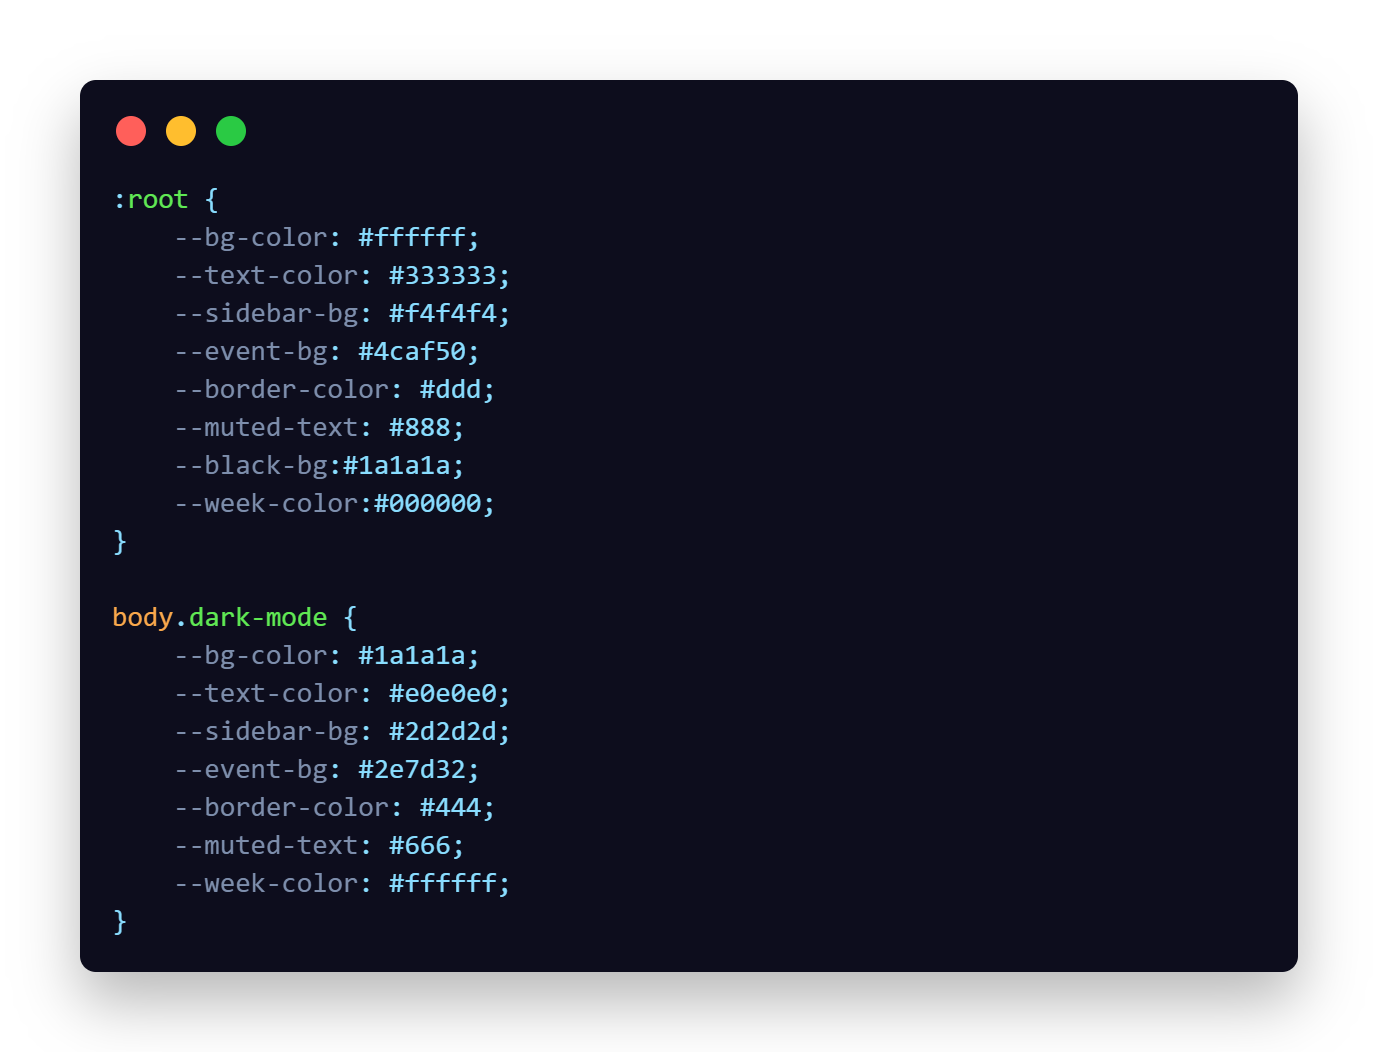 :root {
    --bg-color: #ffffff;
    --text-color: #333333;
    --sidebar-bg: #f4f4f4;
    --event-bg: #4caf50;
    --border-color: #ddd;
    --muted-text: #888;
    --black-bg:#1a1a1a;
    --week-color:#000000;
}

body.dark-mode {
    --bg-color: #1a1a1a;
    --text-color: #e0e0e0;
    --sidebar-bg: #2d2d2d;
    --event-bg: #2e7d32;
    --border-color: #444;
    --muted-text: #666;
    --week-color: #ffffff;
}